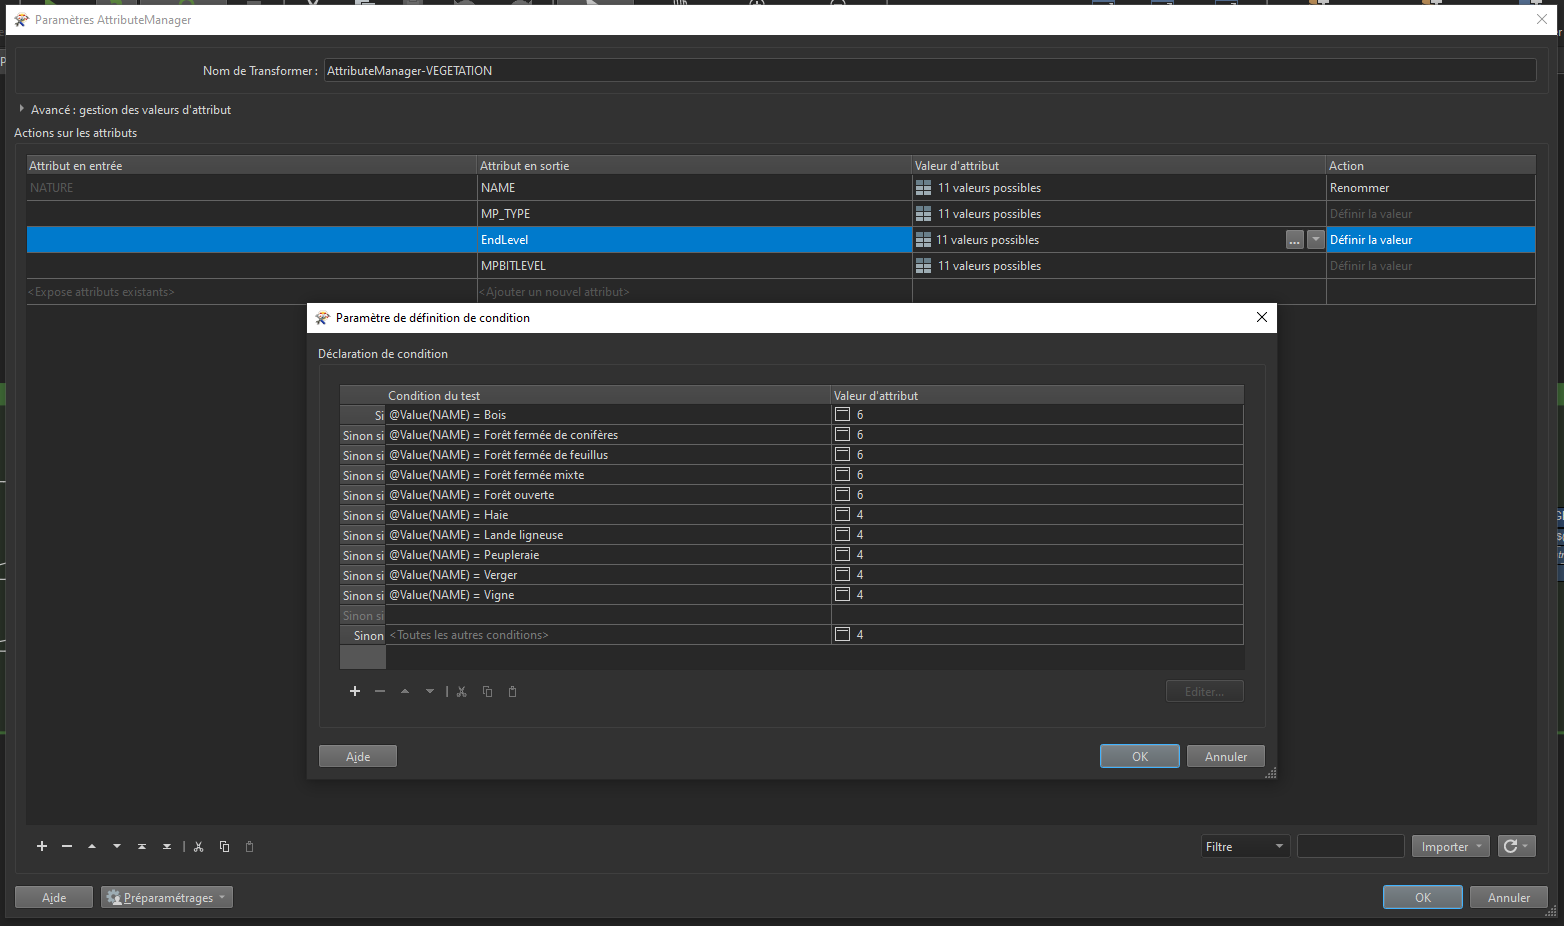 Paramètres AttributeManager
Nom de Transformer : AttributeManager-VEGETATION
Avancé : gestion des valeurs d'attribut
Actions sur les attributs
Attribut en entrée Attribut en sortie Valeur d'attribut Action
NATURE NAME 11 valeurs possibles Renommer
MP_TYPE 11 valeurs possibles Définir la valeur
EndLevel 11 valeurs possibles ... Définir la valeur
MPBITLEVEL 11 valeurs possibles Définir la valeur
<Expose attributs existants> <Ajouter un nouvel attribut>
Paramètre de définition de condition
Déclaration de condition
Condition du test Valeur d'attribut
Si @Value(NAME) = Bois 6
Sinon si @Value(NAME) = Forêt fermée de conifères 6
Sinon si @Value(NAME) = Forêt fermée de feuillus 6
Sinon si @Value(NAME) = Forêt fermée mixte 6
Sinon si @Value(NAME) = Forêt ouverte 6
Sinon si @Value(NAME) = Haie 4
Sinon si @Value(NAME) = Lande ligneuse 4
Sinon si @Value(NAME) = Peupleraie 4
Sinon si @Value(NAME) = Verger 4
Sinon si @Value(NAME) = Vigne 4
Sinon si
Sinon <Toutes les autres conditions> 4
Editer...
Aide OK Annuler
Filtre Importer
Aide Préparamétrages OK Annuler